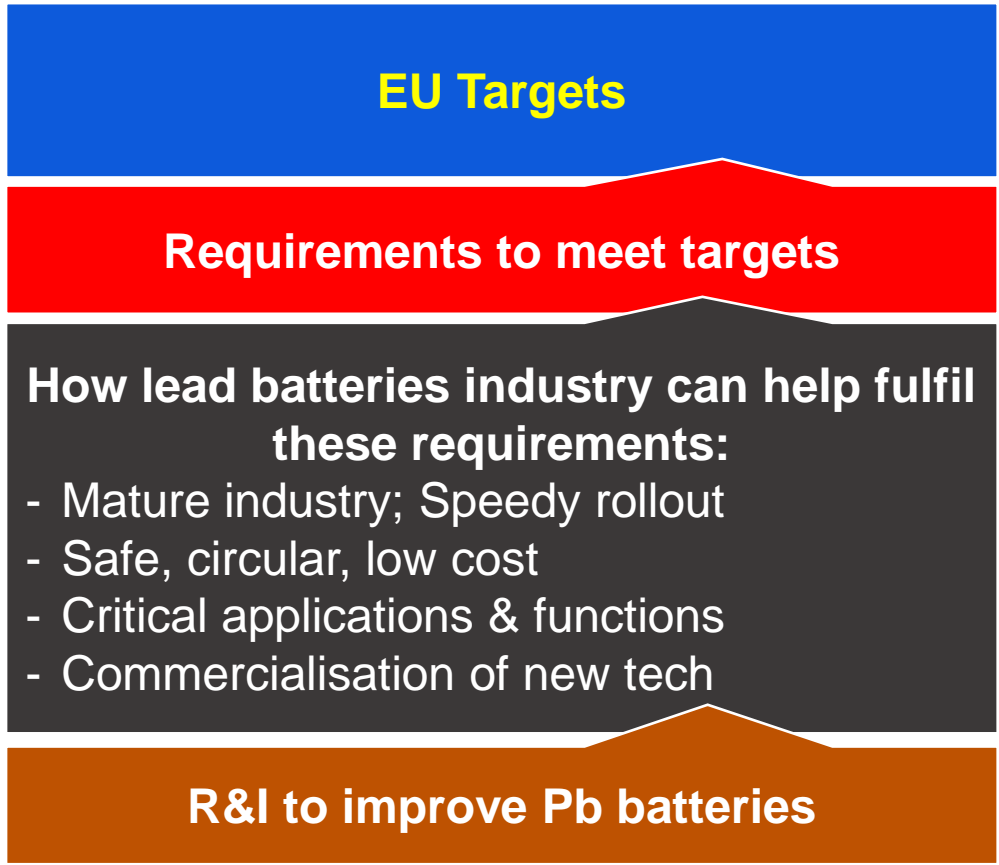 EU Targets
Requirements to meet targets
How lead batteries industry can help fulfil
these requirements:
- Mature industry; Speedy rollout
- Safe, circular, low cost
- Critical applications & functions
- Commercialisation of new tech
R&I to improve Pb batteries